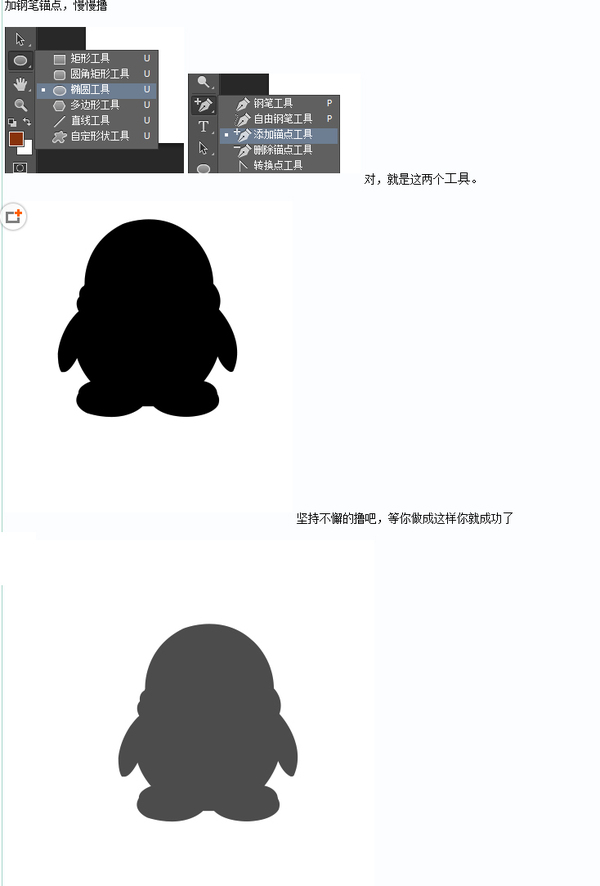 加钢笔锚点，慢慢撸
矩形工具 U
圆角矩形工具 U
椭圆工具 U
多边形工具 U
直线工具 U
自定形状工具 U
T
钢笔工具 P
自由钢笔工具 P
添加锚点工具
删除锚点工具
转换点工具
对，就是这两个工具。
坚持不懈的撸吧，等你做成这样你就成功了